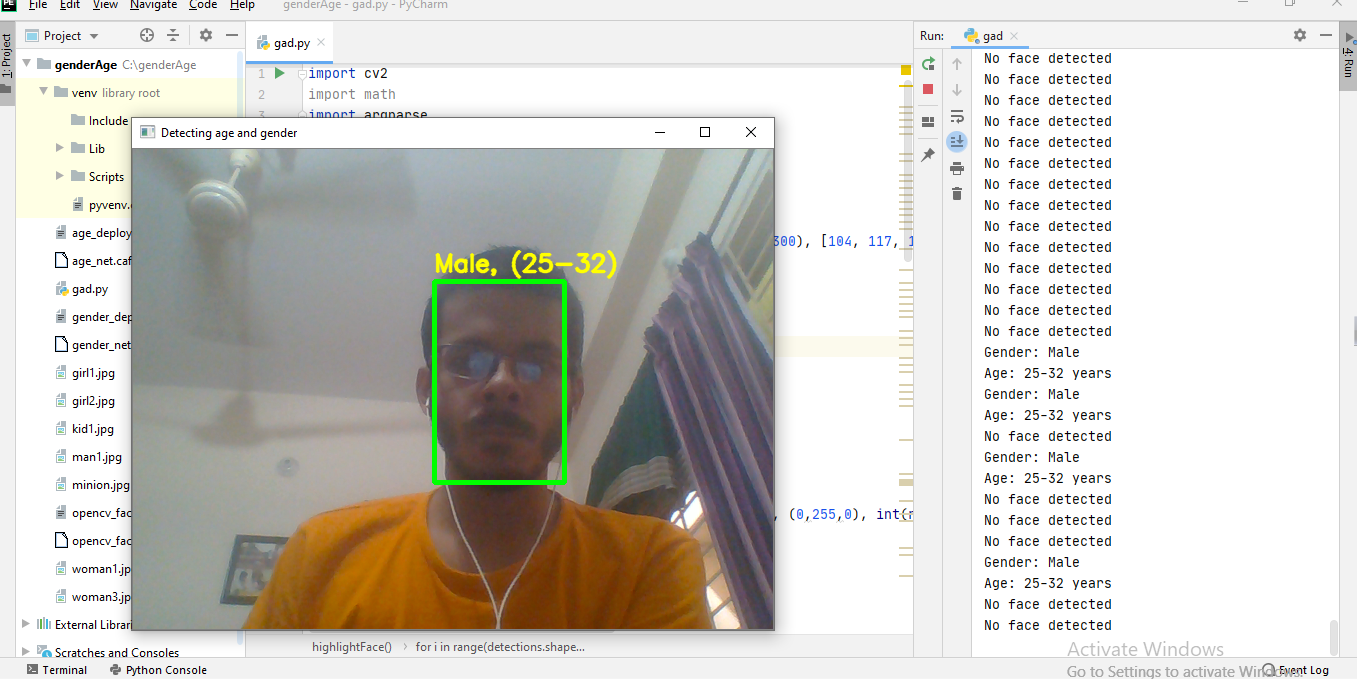 File Edit View Navigate Code Help genderAge - gad.py - PyCharm
Project
gad.py
Run: gad
1: Project
4: Run
genderAge C:\genderAge
venv library root
Include
Lib
Scripts
pyvenv.
age_deploy
age_net.caf
gad.py
gender_dep
gender_net
girl1.jpg
girl2.jpg
kid1.jpg
man1.jpg
minion.jpg
opencv_fac
opencv_fac
woman1.jp
woman3.jp
External Librar
Scratches and Consoles
1 import cv2
2 import math
3 import argparse
Detecting age and gender
Male, (25-32)
300), [104, 117, 1
, (0,255,0), int(
highlightFace() for i in range(detections.shape...
No face detected
No face detected
No face detected
No face detected
No face detected
No face detected
No face detected
No face detected
No face detected
No face detected
No face detected
No face detected
No face detected
No face detected
Gender: Male
Age: 25-32 years
Gender: Male
Age: 25-32 years
No face detected
Gender: Male
Age: 25-32 years
No face detected
No face detected
No face detected
Gender: Male
Age: 25-32 years
No face detected
No face detected
Activate Windows
Go to Settings to activate Windows.
Terminal Python Console
Event Log